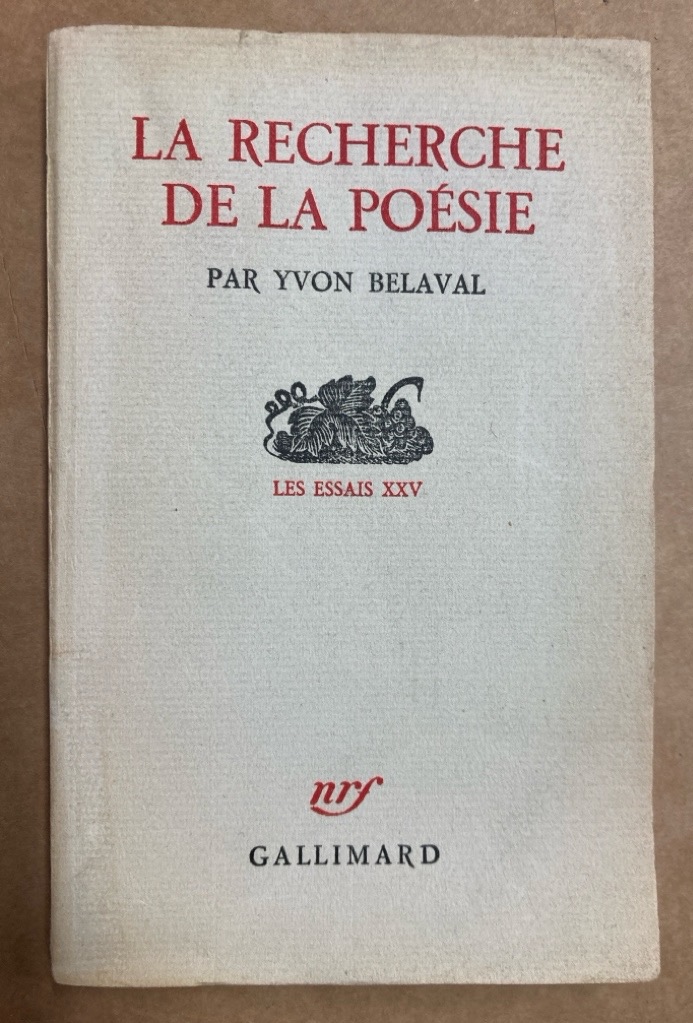 LA RECHERCHE
DE LA POÉSIE
PAR YVON BELAVAL
LES ESSAIS XXV
nrf
GALLIMARD